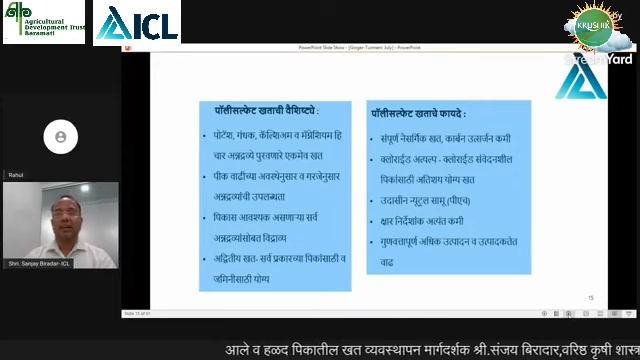 Agricultural
Development Trust
Baramati
ICL
KRUSHIK
StreamYard
PowerPoint Slide Show - [Ginger-Turmeric July] - PowerPoint
पॉलीसल्फेट खताची वैशिष्ट्ये :
• पोटॅश, गंधक, कॅल्शिअम व मॅग्नेशियम हि
चार अन्नद्रव्ये पुरवणारे एकमेव खत
• पीक वाढीच्या अवस्थेनुसार व गरजेनुसार
अन्नद्रव्यांची उपलब्धता
• पिकास आवश्यक असणाऱ्या सर्व
अन्नद्रव्यांसोबत विद्राव्य
• अद्वितीय खत- सर्व प्रकारच्या पिकांसाठी व
जमिनीसाठी योग्य
पॉलीसल्फेट खताचे फायदे :
• संपूर्ण नैसर्गिक खत, कार्बन उत्सर्जन कमी
• क्लोराईड अत्यल्प - क्लोराईड संवेदनशील
पिकांसाठी अतिशय योग्य खत
• उदासीन न्यूट्रल सामू (पीएच)
• क्षार निर्देशांक अत्यंत कमी
• गुणवत्तापूर्ण अधिक उत्पादन व उत्पादकतेत
वाढ
15
Rahul
Shri. Sanjay Biradar-ICL
आले व हळद पिकातील खत व्यवस्थापन मार्गदर्शक श्री.संजय बिरादार,वरिष्ठ कृषी शास्त्र